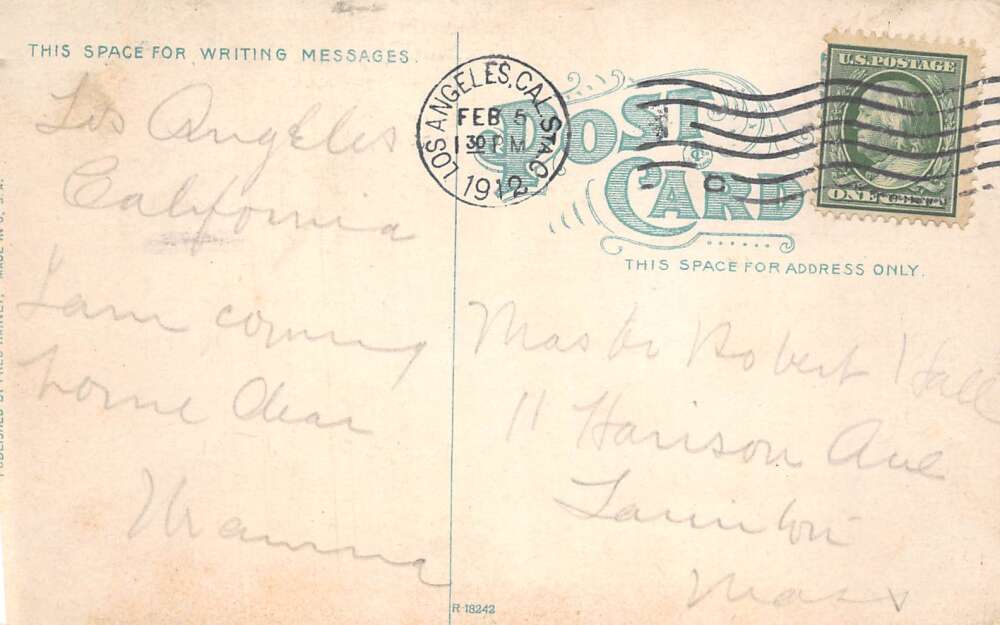 THIS SPACE FOR WRITING MESSAGES.
Los Angeles
California
I am coming
home dear
Mamma
LOS ANGELES, CAL. STA. C
FEB 5
1 30 PM
1912
POST
CARD
U.S. POSTAGE
ONE
THIS SPACE FOR ADDRESS ONLY.
Master Robert Hall
11 Harrison Ave
Mass
R-18242